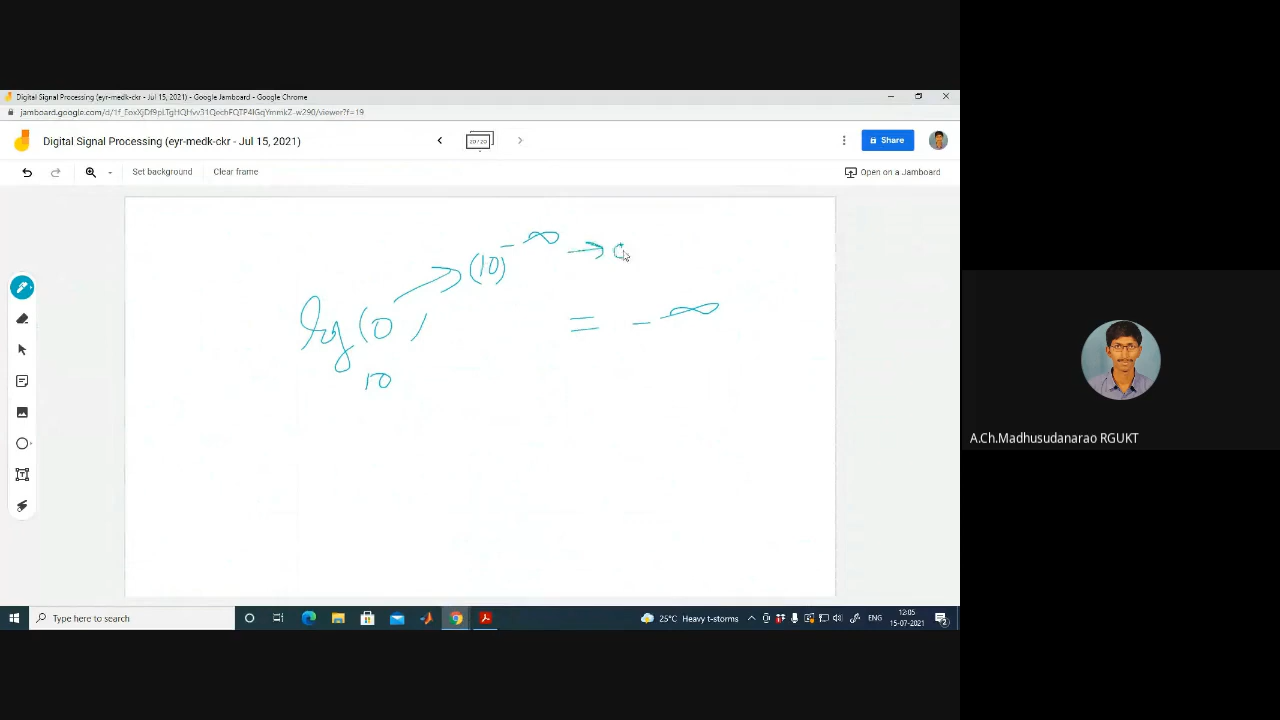 Digital Signal Processing (eyr-medk-ckr - Jul 15, 2021) - Google Jamboard - Google Chrome
Digital Signal Processing (eyr-medk-ckr - Jul 15, 2021)
20 / 20
Share
Set background
Clear frame
Open on a Jamboard
(10)^-∞ →
log (0) = -∞
10
A.Ch.Madhusudanarao RGUKT
Type here to search
25°C Heavy t-storms
ENG
12:05
15-07-2021